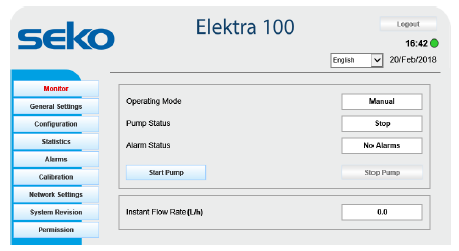 seko
Elektra 100
Logout
16:42
English
20/Feb/2018
Monitor
General Settings
Configuration
Statistics
Alarms
Calibration
Network Settings
System Revision
Permission
Operating Mode Manual
Pump Status Stop
Alarm Status No Alarms
Start Pump Stop Pump
Instant Flow Rate (L/h) 0.0